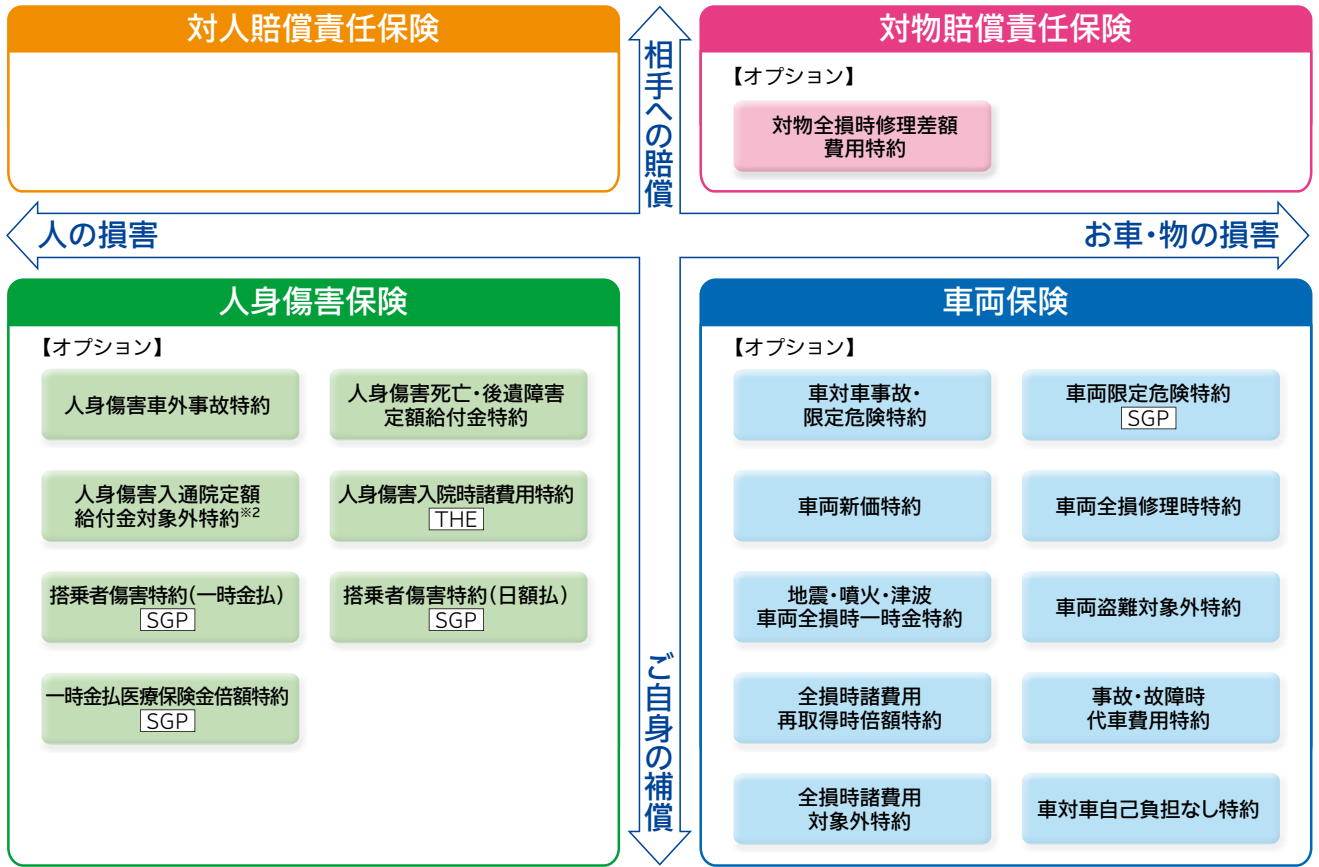 対人賠償責任保険
相手への賠償
対物賠償責任保険
【オプション】
対物全損時修理差額
費用特約
人の損害
お車・物の損害
人身傷害保険
【オプション】
人身傷害車外事故特約
人身傷害死亡・後遺障害
定額給付金特約
人身傷害入通院定額
給付金対象外特約※2
人身傷害入院時諸費用特約
THE
搭乗者傷害特約(一時金払)
SGP
搭乗者傷害特約(日額払)
SGP
一時金払医療保険金倍額特約
SGP
ご自身の補償
車両保険
【オプション】
車対車事故・
限定危険特約
車両限定危険特約
SGP
車両新価特約
車両全損修理時特約
地震・噴火・津波
車両全損時一時金特約
車両盗難対象外特約
全損時諸費用
再取得時倍額特約
事故・故障時
代車費用特約
全損時諸費用
対象外特約
車対車自己負担なし特約